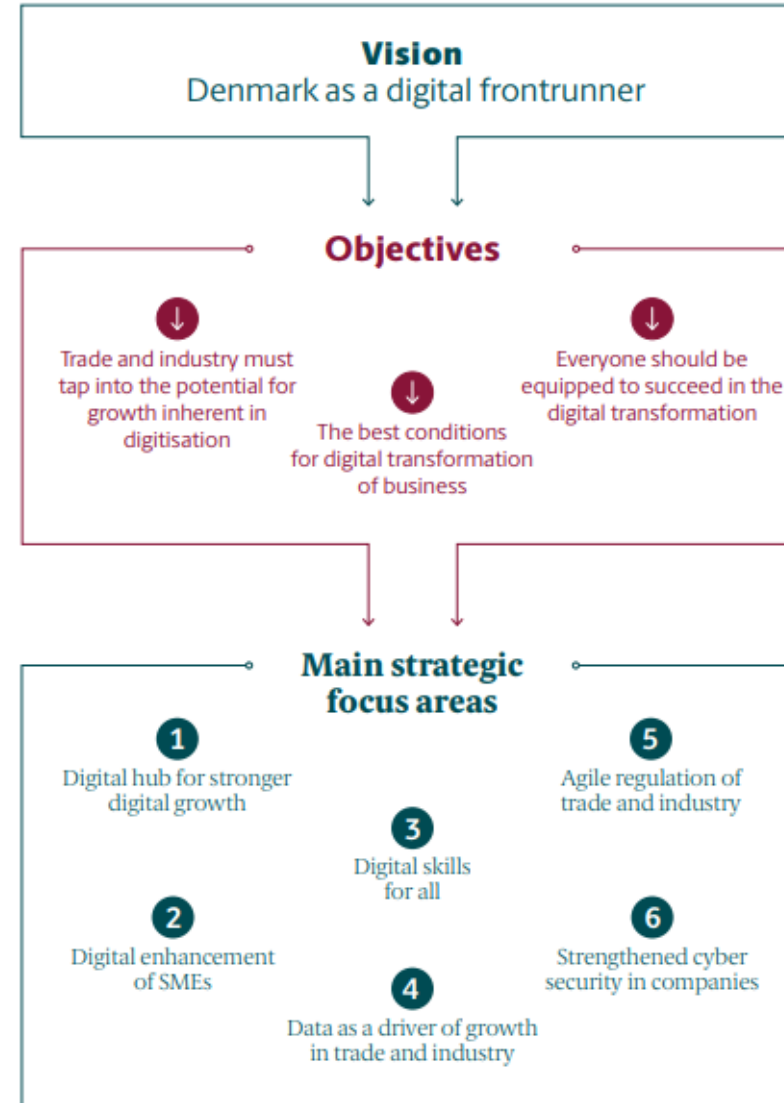 Vision
Denmark as a digital frontrunner
Objectives
Trade and industry must
tap into the potential for
growth inherent in
digitisation
The best conditions
for digital transformation
of business
Everyone should be
equipped to succeed in the
digital transformation
Main strategic
focus areas
1
Digital hub for stronger
digital growth
2
Digital enhancement
of SMEs
3
Digital skills
for all
4
Data as a driver of growth
in trade and industry
5
Agile regulation of
trade and industry
6
Strengthened cyber
security in companies